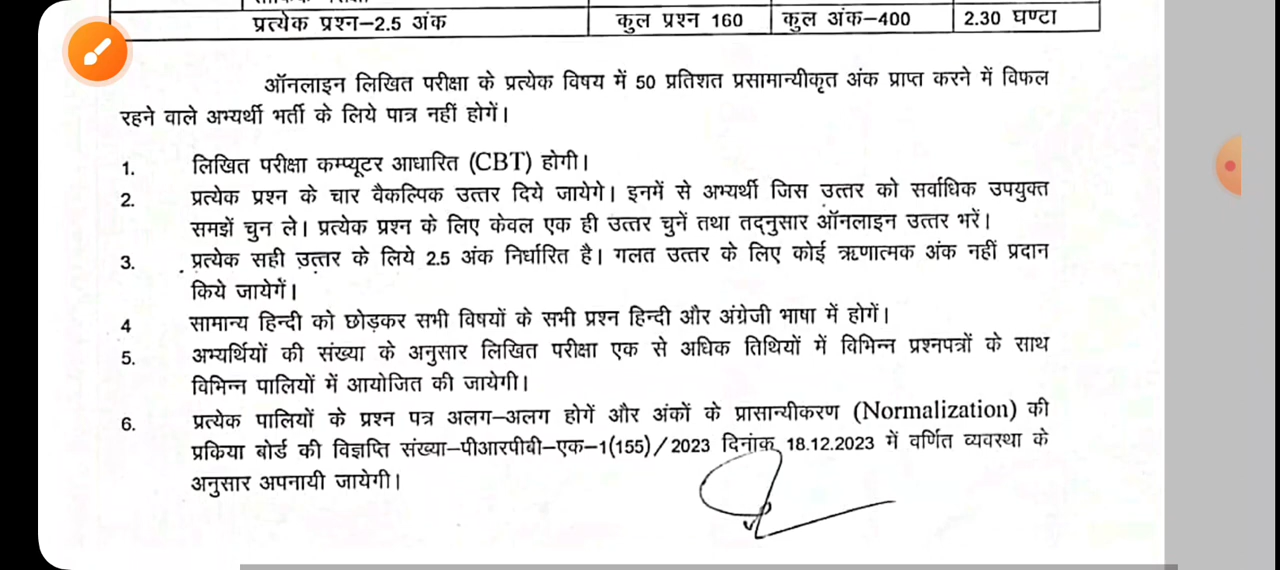 प्रत्येक प्रश्न–2.5 अंक कुल प्रश्न 160 कुल अंक–400 2.30 घण्टा
ऑनलाइन लिखित परीक्षा के प्रत्येक विषय में 50 प्रतिशत प्रसामान्यीकृत अंक प्राप्त करने में विफल
रहने वाले अभ्यर्थी भर्ती के लिये पात्र नहीं होगें।
1. लिखित परीक्षा कम्प्यूटर आधारित (CBT) होगी।
2. प्रत्येक प्रश्न के चार वैकल्पिक उत्तर दिये जायेगे। इनमें से अभ्यर्थी जिस उत्तर को सर्वाधिक उपयुक्त
समझें चुन ले। प्रत्येक प्रश्न के लिए केवल एक ही उत्तर चुनें तथा तद्नुसार ऑनलाइन उत्तर भरें।
3. प्रत्येक सही उत्तर के लिये 2.5 अंक निर्धारित है। गलत उत्तर के लिए कोई ऋणात्मक अंक नहीं प्रदान
किये जायेगें।
4 सामान्य हिन्दी को छोड़कर सभी विषयों के सभी प्रश्न हिन्दी और अंग्रेजी भाषा में होगें।
5. अभ्यर्थियों की संख्या के अनुसार लिखित परीक्षा एक से अधिक तिथियों में विभिन्न प्रश्नपत्रों के साथ
विभिन्न पालियों में आयोजित की जायेगी।
6. प्रत्येक पालियों के प्रश्न पत्र अलग–अलग होगें और अंकों के प्रासान्यीकरण (Normalization) की
प्रकिया बोर्ड की विज्ञप्ति संख्या–पीआरपीबी–एक–1(155)/2023 दिनांक 18.12.2023 में वर्णित व्यवस्था के
अनुसार अपनायी जायेगी।